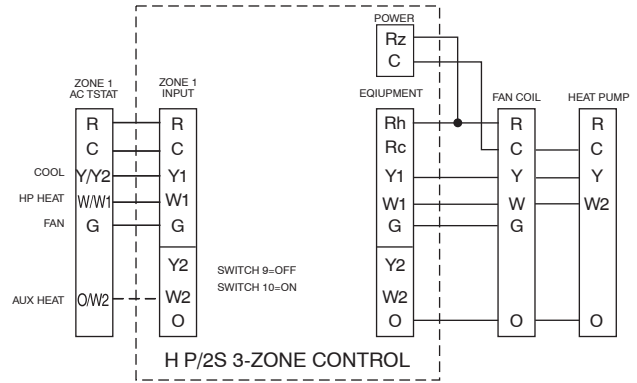 POWER
Rz
C
ZONE 1
AC TSTAT
ZONE 1
INPUT
EQIUPMENT
FAN COIL
HEAT PUMP
R
R
Rh
R
R
C
C
Rc
C
C
COOL
Y/Y2
Y1
Y1
Y
Y
HP HEAT
W/W1
W1
W1
W
W2
FAN
G
G
G
G
Y2
Y2
SWITCH 9=OFF
SWITCH 10=ON
AUX HEAT
O/W2
W2
W2
O
O
O
O
H P/2S 3-ZONE CONTROL